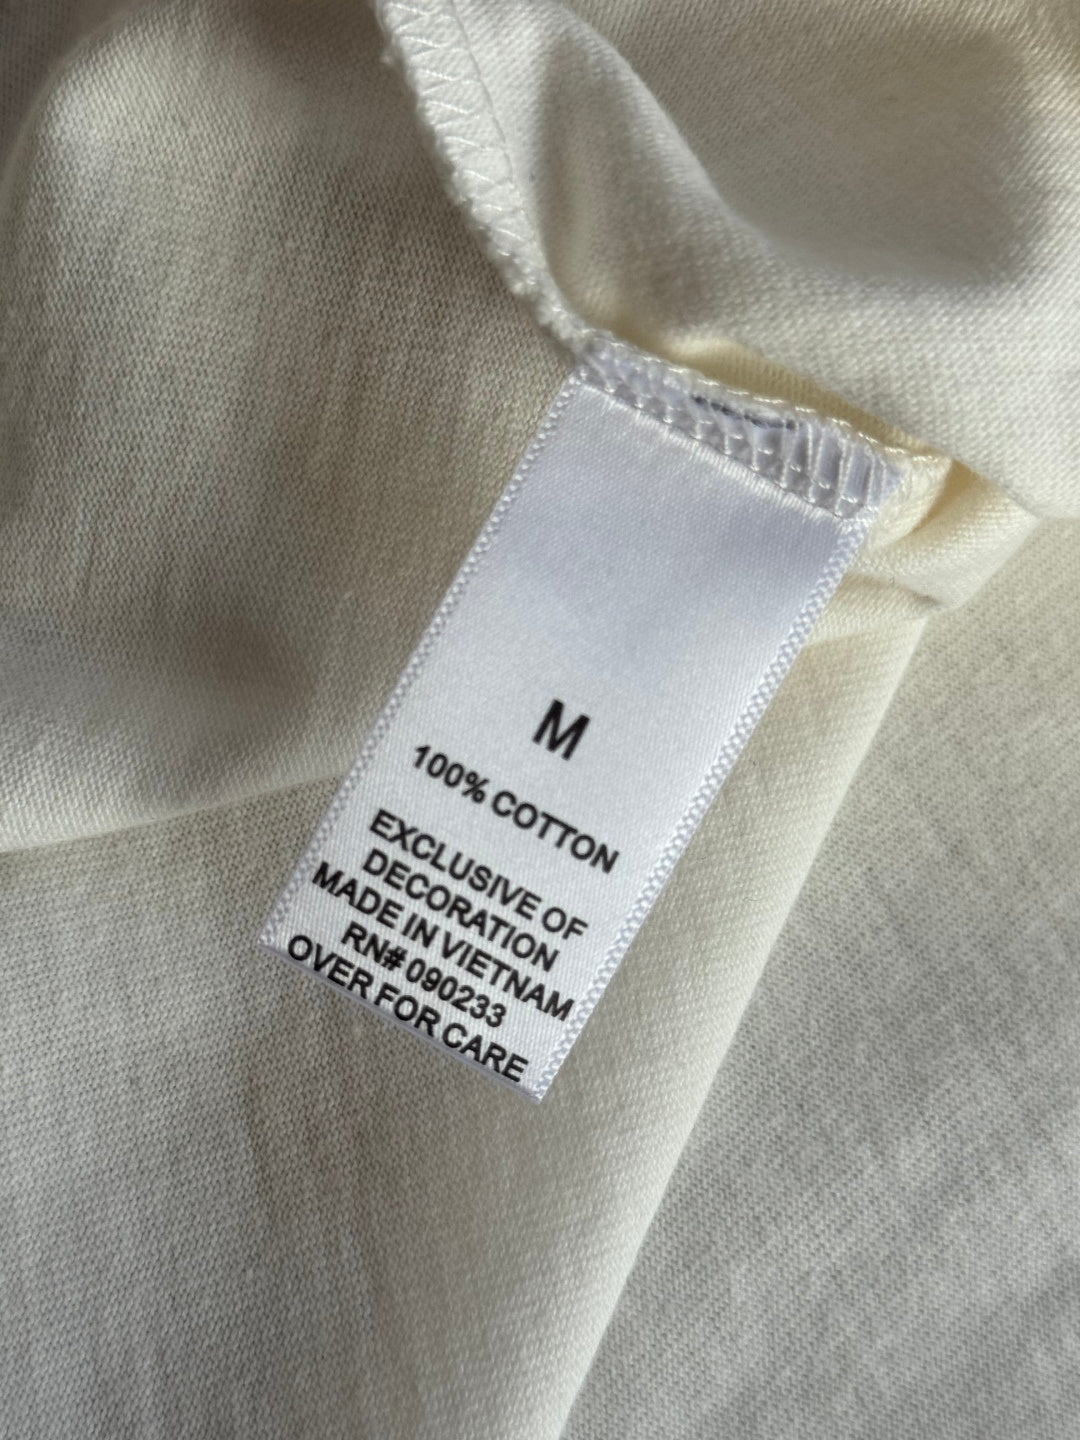 M
100% COTTON
EXCLUSIVE OF
DECORATION
MADE IN VIETNAM
RN# 090233
OVER FOR CARE